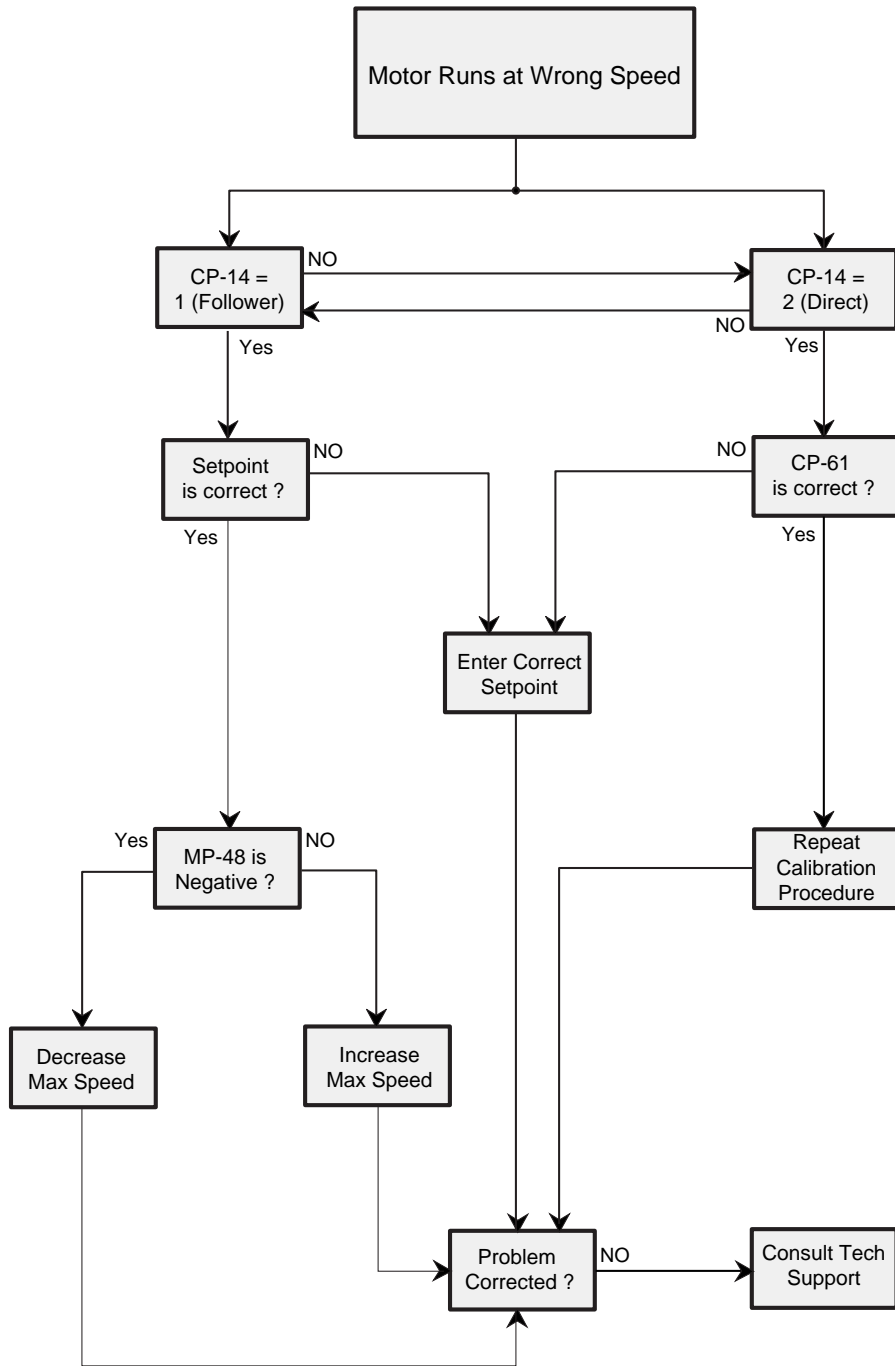 Motor Runs at Wrong Speed
CP-14 =
1 (Follower)
NO
CP-14 =
2 (Direct)
NO
Yes
Yes
Setpoint
is correct ?
NO
NO
CP-61
is correct ?
Yes
Yes
Enter Correct
Setpoint
Yes
MP-48 is
Negative ?
NO
Repeat
Calibration
Procedure
Decrease
Max Speed
Increase
Max Speed
Problem
Corrected ?
NO
Consult Tech
Support